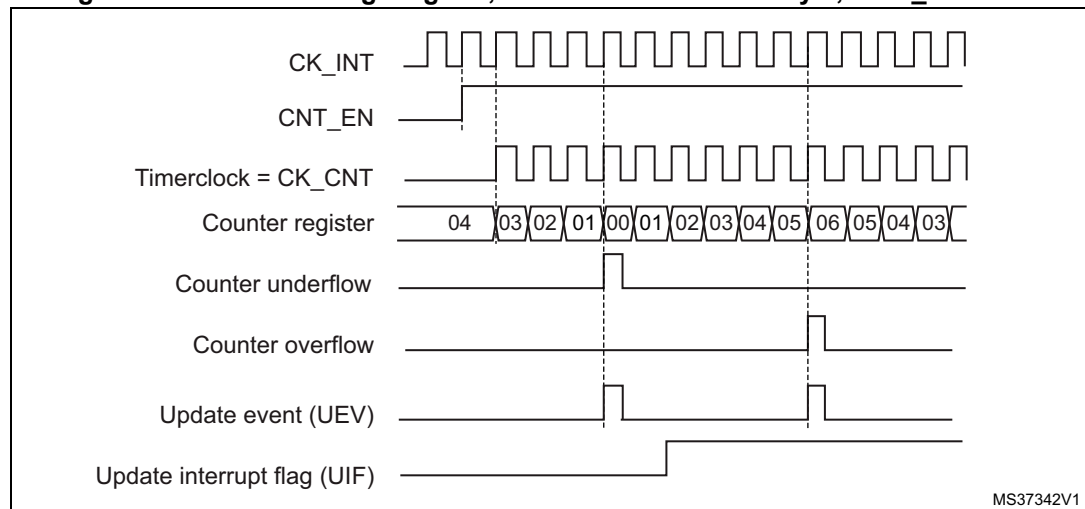 CK_INT
CNT_EN
Timerclock = CK_CNT
Counter register 04 03 02 01 00 01 02 03 04 05 06 05 04 03
Counter underflow
Counter overflow
Update event (UEV)
Update interrupt flag (UIF)
MS37342V1